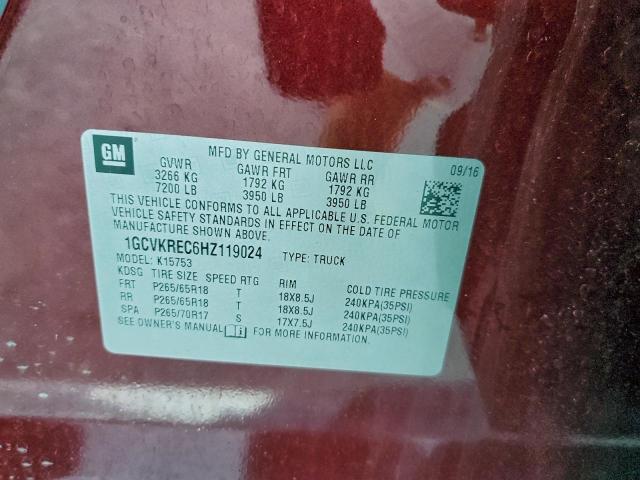 GM
MFD BY GENERAL MOTORS LLC 09/16
GVWR GAWR FRT GAWR RR
3266 KG 1792 KG 1792 KG
7200 LB 3950 LB 3950 LB
THIS VEHICLE CONFORMS TO ALL APPLICABLE U.S. FEDERAL MOTOR
VEHICLE SAFETY STANDARDS IN EFFECT ON THE DATE OF
MANUFACTURE SHOWN ABOVE.
1GCVKREC6HZ119024 TYPE: TRUCK
MODEL: K15753
KDSG TIRE SIZE SPEED RTG RIM COLD TIRE PRESSURE
FRT P265/65R18 T 18X8.5J 240KPA(35PSI)
RR P265/65R18 T 18X8.5J 240KPA(35PSI)
SPA P265/70R17 S 17X7.5J 240KPA(35PSI)
SEE OWNER'S MANUAL FOR MORE INFORMATION.